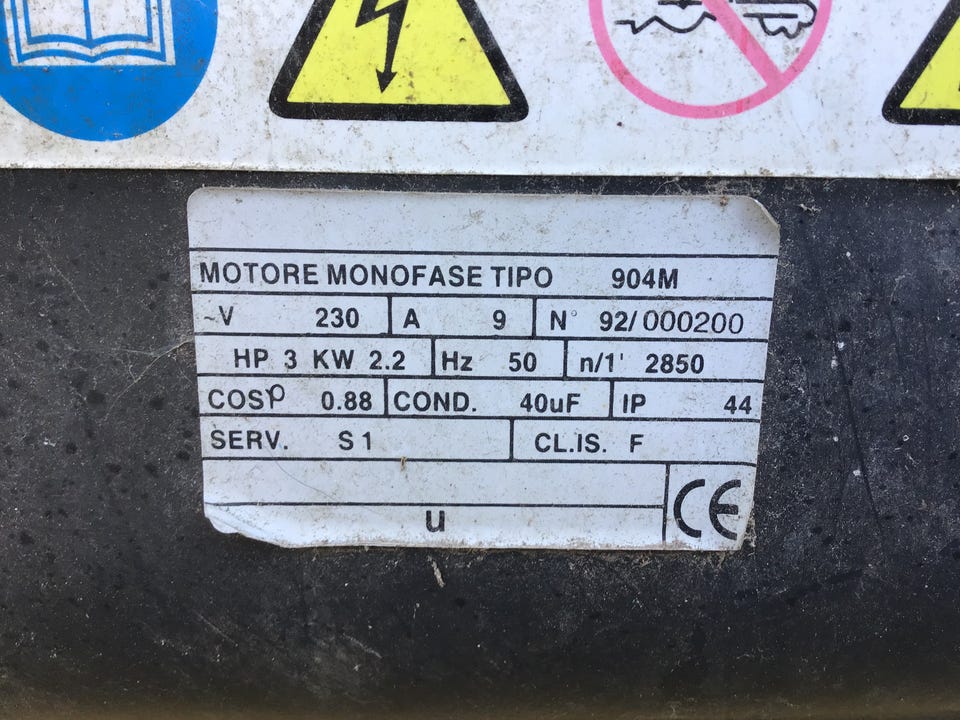 MOTORE MONOFASE TIPO 904M
~V 230 A 9 N° 92/000200
HP 3 KW 2.2 Hz 50 n/1' 2850
COSρ 0.88 COND. 40uF IP 44
SERV. S1 CL.IS. F
u CE